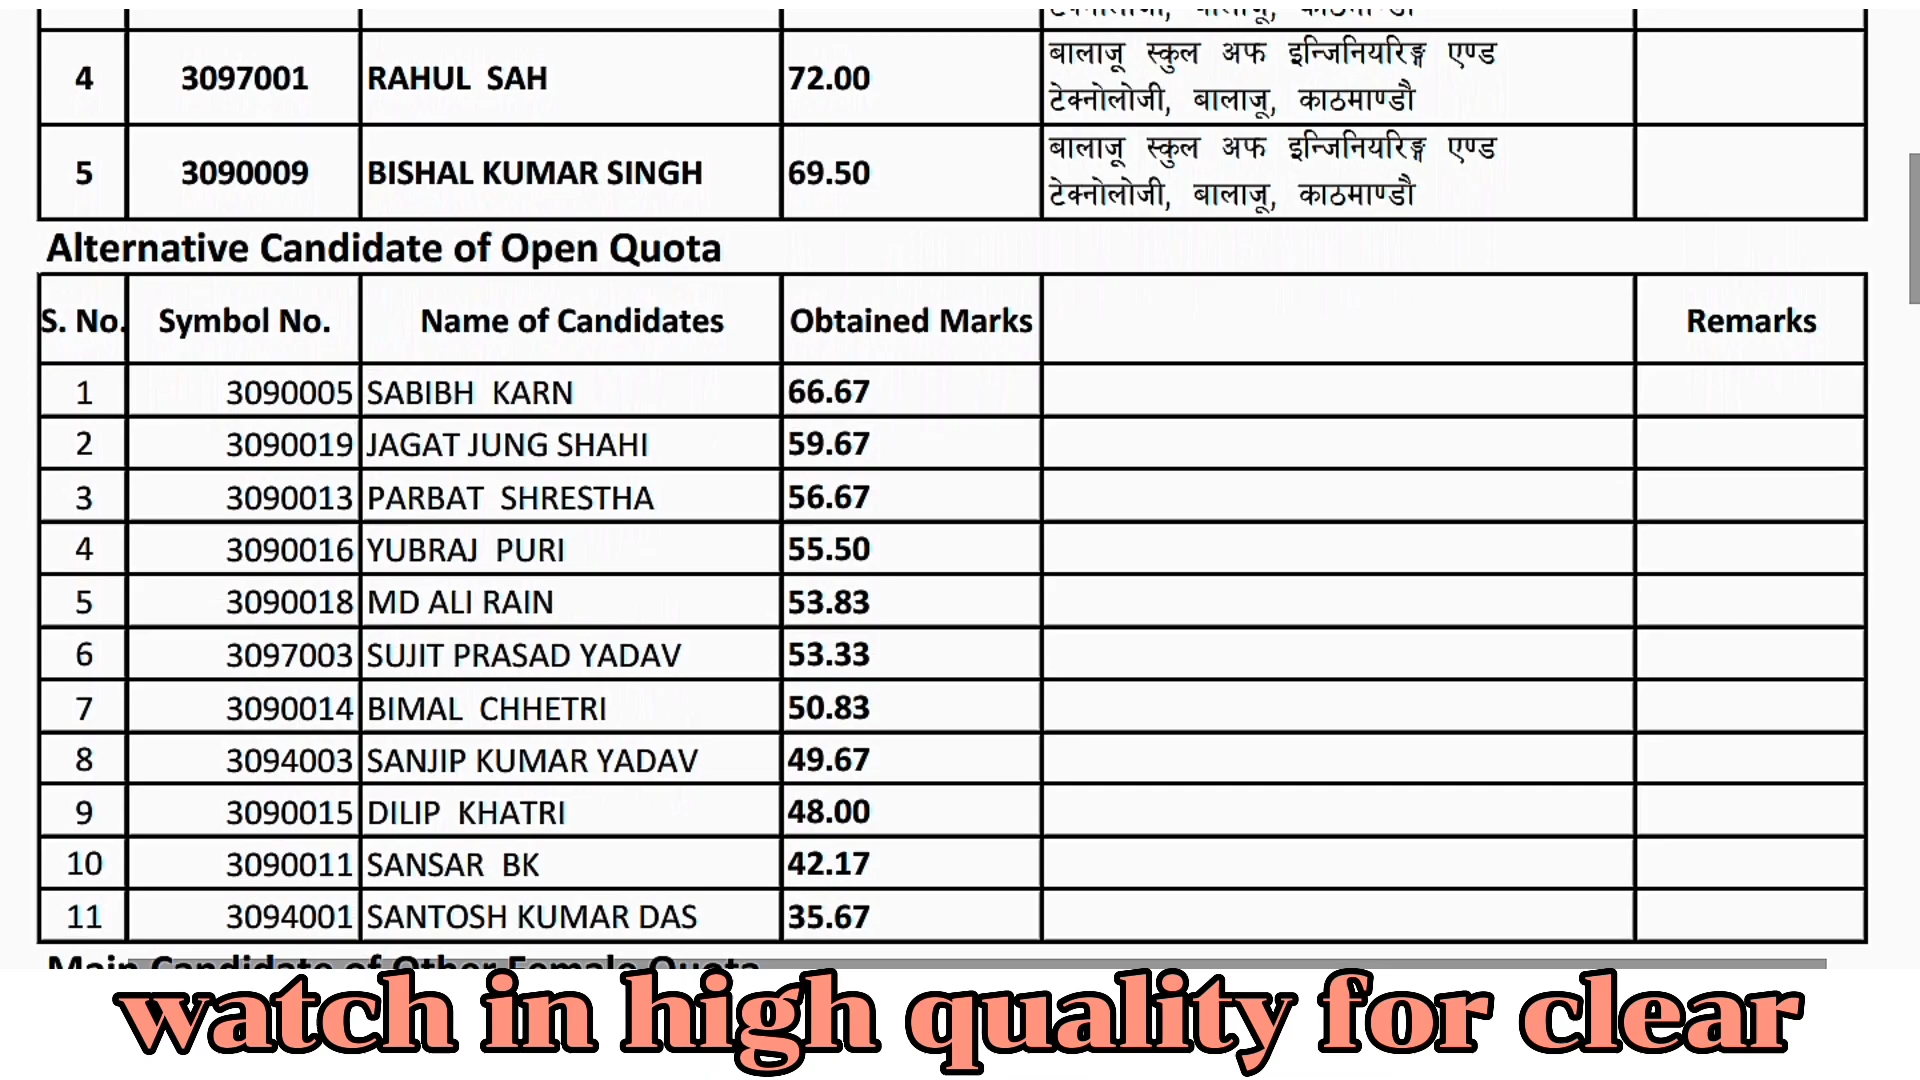 टेक्नोलोजी, बालाजू, काठमाण्डौ
4 3097001 RAHUL SAH 72.00 बालाजू स्कुल अफ इन्जिनियरिङ्ग एण्ड
टेक्नोलोजी, बालाजू, काठमाण्डौ
5 3090009 BISHAL KUMAR SINGH 69.50 बालाजू स्कुल अफ इन्जिनियरिङ्ग एण्ड
टेक्नोलोजी, बालाजू, काठमाण्डौ
Alternative Candidate of Open Quota
S. No. Symbol No. Name of Candidates Obtained Marks Remarks
1 3090005 SABIBH KARN 66.67
2 3090019 JAGAT JUNG SHAHI 59.67
3 3090013 PARBAT SHRESTHA 56.67
4 3090016 YUBRAJ PURI 55.50
5 3090018 MD ALI RAIN 53.83
6 3097003 SUJIT PRASAD YADAV 53.33
7 3090014 BIMAL CHHETRI 50.83
8 3094003 SANJIP KUMAR YADAV 49.67
9 3090015 DILIP KHATRI 48.00
10 3090011 SANSAR BK 42.17
11 3094001 SANTOSH KUMAR DAS 35.67
Main Candidate of Other Female Quota
watch in high quality for clear